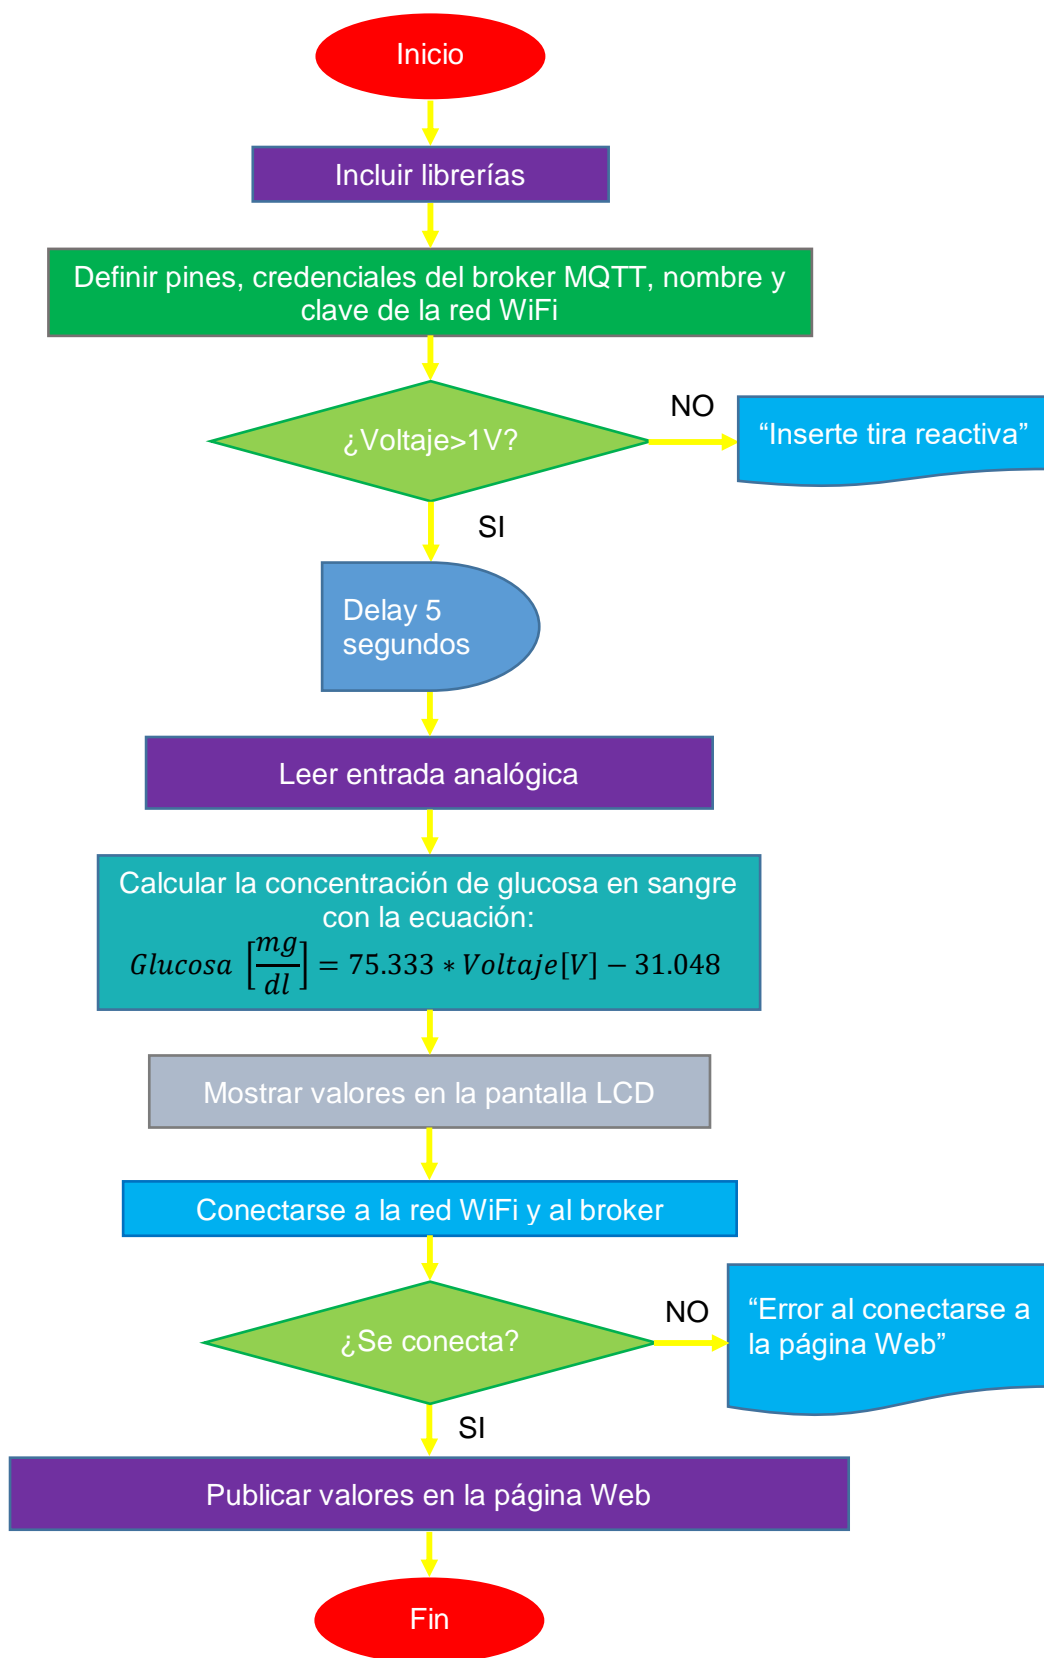 Inicio
Incluir librerías
Definir pines, credenciales del broker MQTT, nombre y
clave de la red WiFi
¿Voltaje>1V?
NO
“Inserte tira reactiva”
SI
Delay 5
segundos
Leer entrada analógica
Calcular la concentración de glucosa en sangre
con la ecuación:
Glucosa [mg/dl] = 75.333 * Voltaje[V] − 31.048
Mostrar valores en la pantalla LCD
Conectarse a la red WiFi y al broker
¿Se conecta?
NO
“Error al conectarse a
la página Web”
SI
Publicar valores en la página Web
Fin